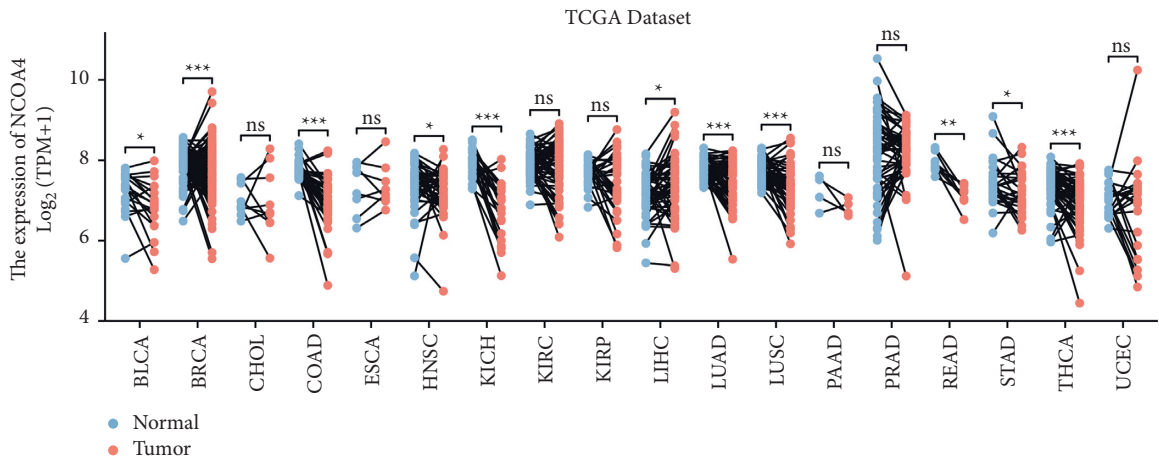 TCGA Dataset
The expression of NCOA4
Log₂ (TPM+1)
10
8
6
4
* *** ns *** ns * *** ns ns * *** *** ns ns ** * *** ns
BLCA BRCA CHOL COAD ESCA HNSC KICH KIRC KIRP LIHC LUAD LUSC PAAD PRAD READ STAD THCA UCEC
Normal
Tumor